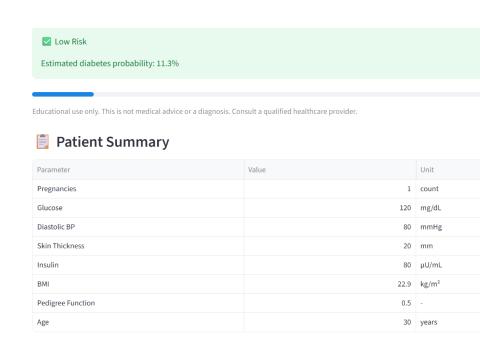 Low Risk
Estimated diabetes probability: 11.3%
Educational use only. This is not medical advice or a diagnosis. Consult a qualified healthcare provider.
Patient Summary
Parameter Value Unit
Pregnancies 1 count
Glucose 120 mg/dL
Diastolic BP 80 mmHg
Skin Thickness 20 mm
Insulin 80 μU/mL
BMI 22.9 kg/m²
Pedigree Function 0.5 -
Age 30 years